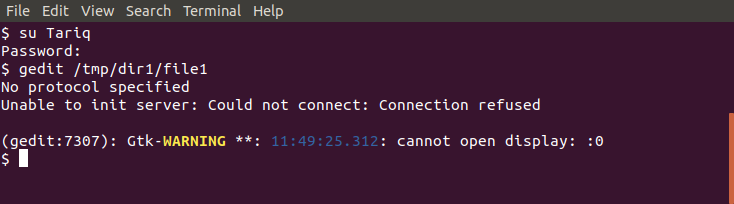 File Edit View Search Terminal Help
$ su Tariq
Password:
$ gedit /tmp/dir1/file1
No protocol specified
Unable to init server: Could not connect: Connection refused
(gedit:7307): Gtk-WARNING **: 11:49:25.312: cannot open display: :0
$